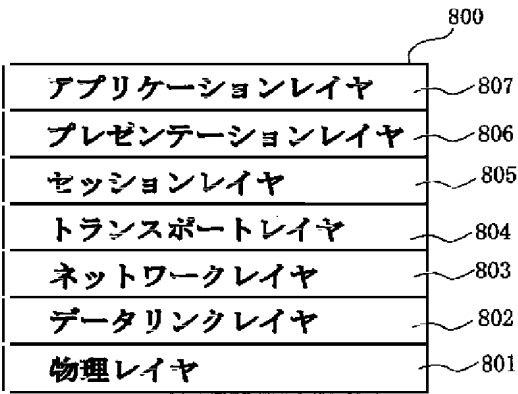 800
アプリケーションレイヤ 807
プレゼンテーションレイヤ 806
セッションレイヤ 805
トランスポートレイヤ 804
ネットワークレイヤ 803
データリンクレイヤ 802
物理レイヤ 801